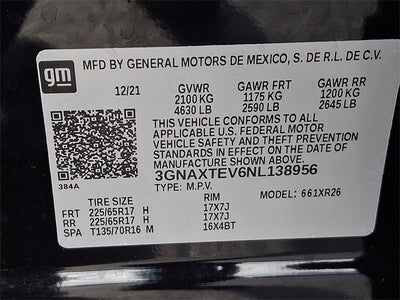 gm MFD BY GENERAL MOTORS DE MEXICO, S. DE R.L. DE C.V.
12/21 GVWR GAWR FRT GAWR RR
2100 KG 1175 KG 1200 KG
4630 LB 2590 LB 2645 LB
THIS VEHICLE CONFORMS TO ALL
APPLICABLE U.S. FEDERAL MOTOR
VEHICLE SAFETY AND THEFT PREVENTION
STANDARDS IN EFFECT ON THE DATE OF
MANUFACTURE SHOWN ABOVE.
3GNAXTEV6NL138956
384A TYPE: M.P.V. MODEL: 661XR26
TIRE SIZE RIM
FRT 225/65R17 H 17X7J
RR 225/65R17 H 17X7J
SPA T135/70R16 M 16X4BT